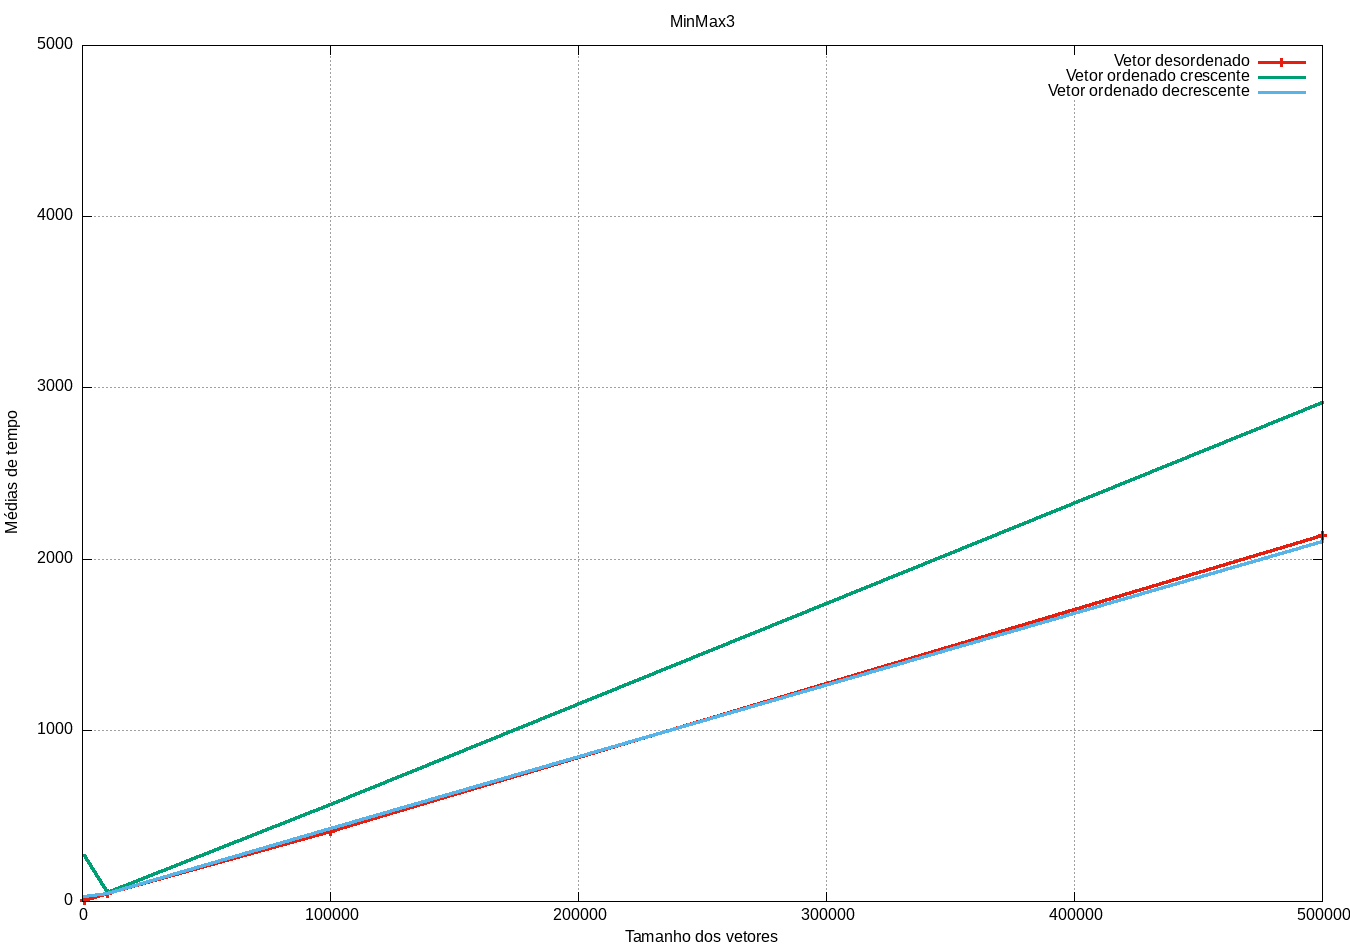 MinMax3
Vetor desordenado
Vetor ordenado crescente
Vetor ordenado decrescente
5000
4000
3000
2000
1000
0
Médias de tempo
0 100000 200000 300000 400000 500000
Tamanho dos vetores